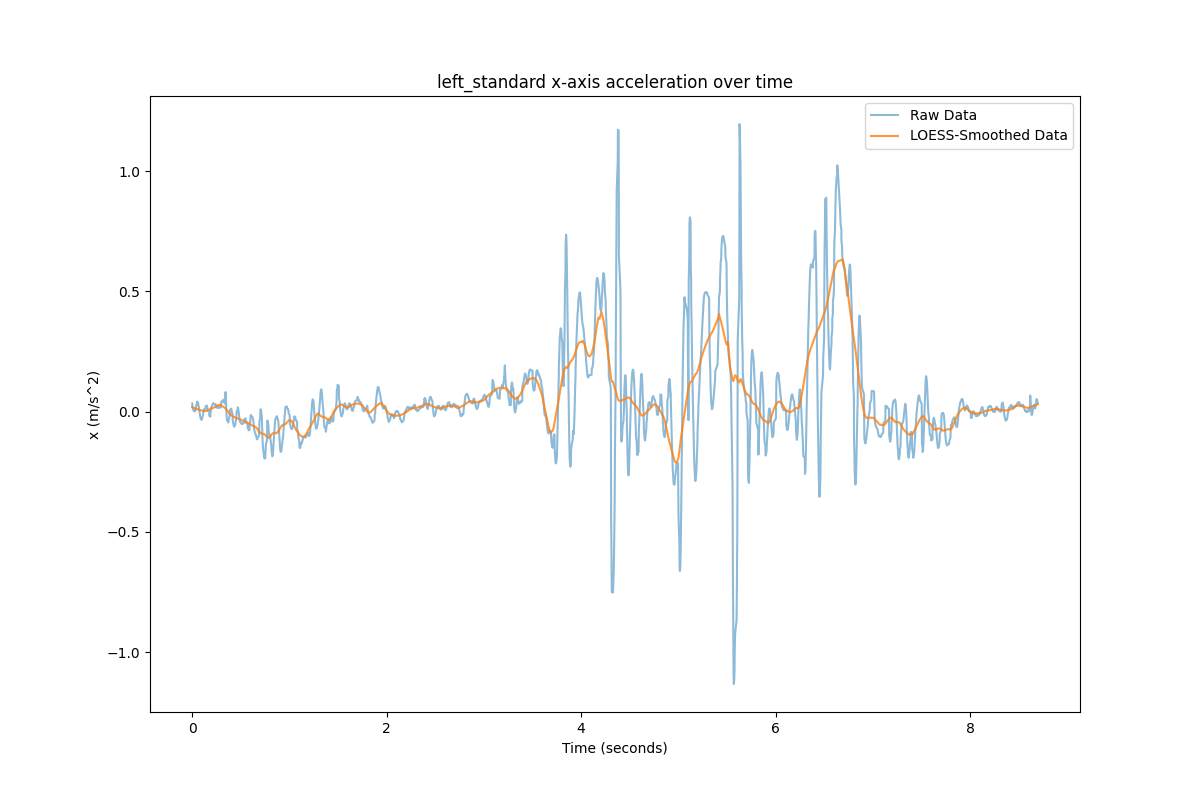 left_standard x-axis acceleration over time
Raw Data
LOESS-Smoothed Data
1.0
0.5
0.0
−0.5
−1.0
x (m/s^2)
0 2 4 6 8
Time (seconds)